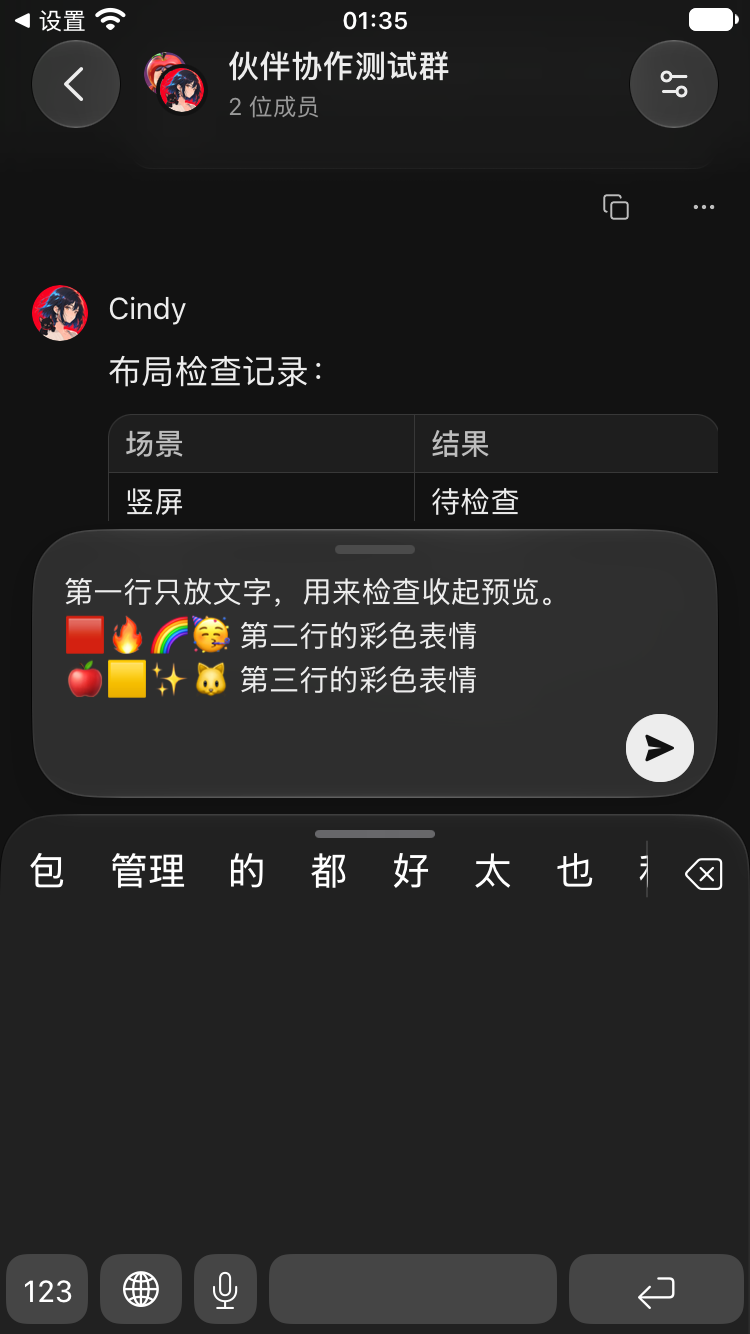 设置
01:35
伙伴协作测试群
2 位成员
Cindy
布局检查记录：
场景 结果
竖屏 待检查
第一行只放文字，用来检查收起预览。
🟥🔥🌈🥳 第二行的彩色表情
🍎🟨✨🐱 第三行的彩色表情
包 管理 的 都 好 太 也
123